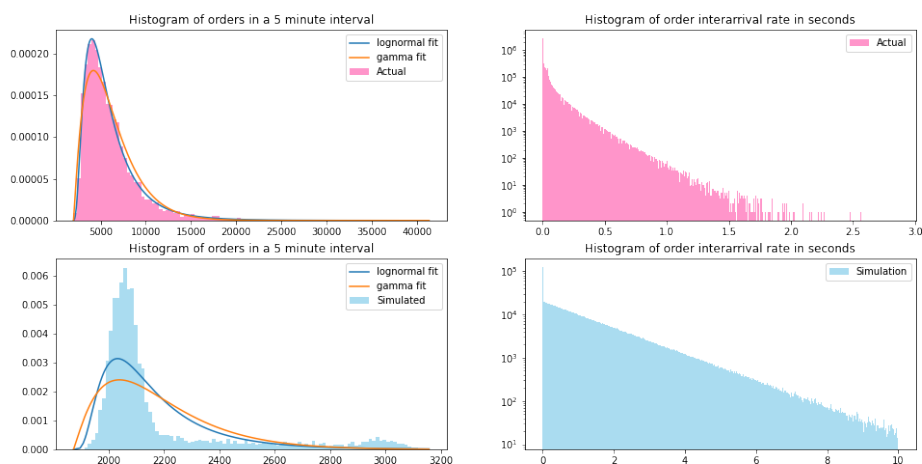 Histogram of orders in a 5 minute interval
lognormal fit
gamma fit
Actual
0.00020
0.00015
0.00010
0.00005
0.00000
5000 10000 15000 20000 25000 30000 35000 40000
Histogram of order interarrival rate in seconds
Actual
10^6
10^5
10^4
10^3
10^2
10^1
10^0
0.0 0.5 1.0 1.5 2.0 2.5 3.0
Histogram of orders in a 5 minute interval
lognormal fit
gamma fit
Simulated
0.006
0.005
0.004
0.003
0.002
0.001
0.000
2000 2200 2400 2600 2800 3000 3156
Histogram of order interarrival rate in seconds
Simulation
10^5
10^4
10^3
10^2
10^1
0 2 4 6 8 10